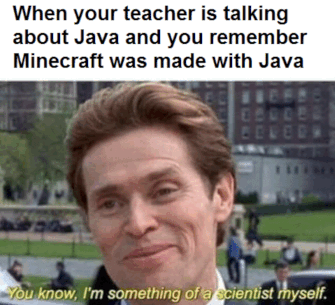 When your teacher is talking
about Java and you remember
Minecraft was made with Java
You know, I'm something of a scientist myself.